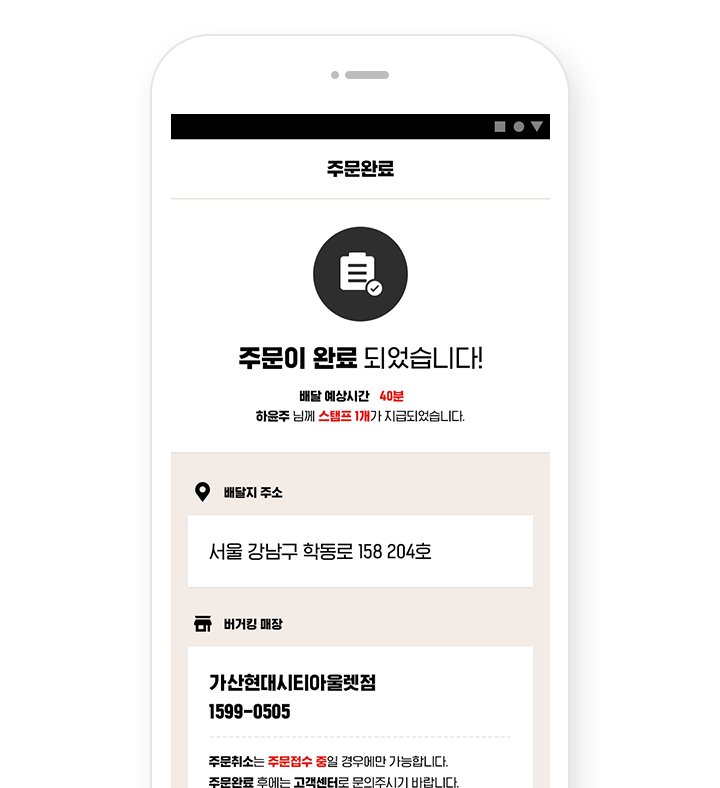 주문완료
주문이 완료 되었습니다!
배달 예상시간 40분
하윤주 님께 스탬프 1개가 지급되었습니다.
배달지 주소
서울 강남구 학동로 158 204호
버거킹 매장
가산현대시티아울렛점
1599-0505
주문취소는 주문접수 중일 경우에만 가능합니다.
주문완료 후에는 고객센터로 문의주시기 바랍니다.